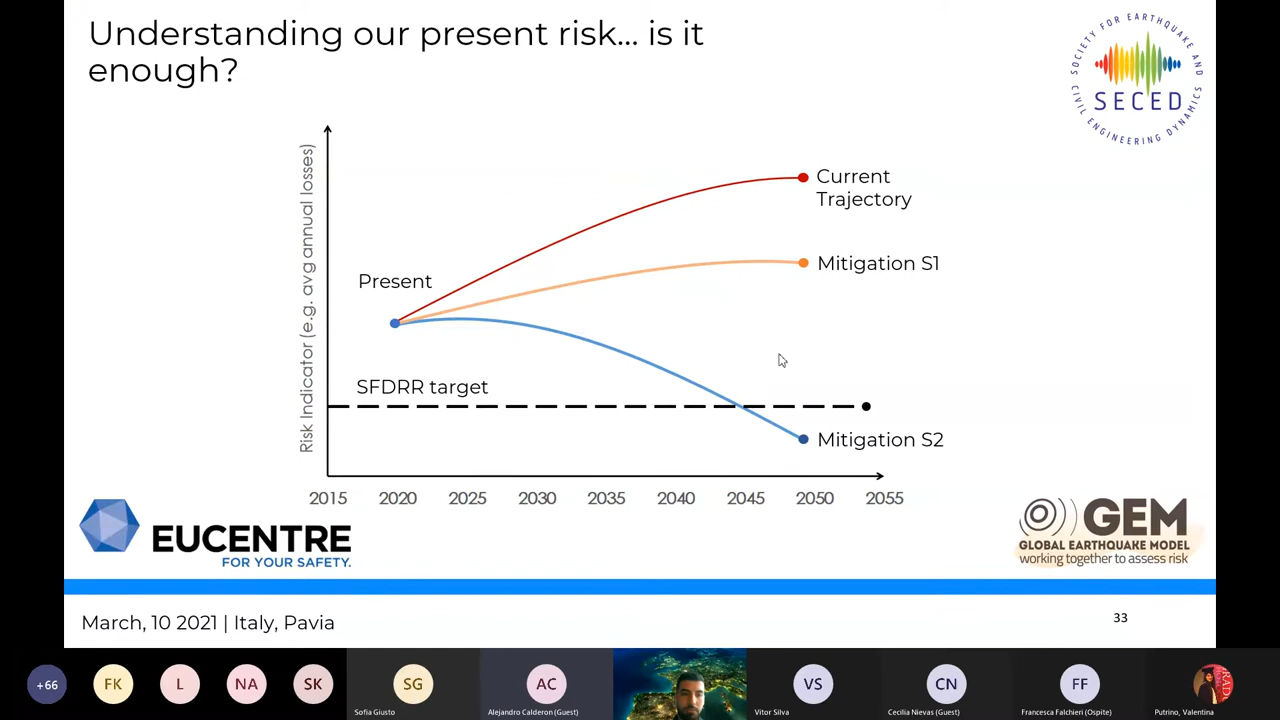 Understanding our present risk... is it
enough?
SOCIETY FOR EARTHQUAKE AND
CIVIL ENGINEERING DYNAMICS
SECED
Risk Indicator (e.g. avg annual losses)
Current
Trajectory
Mitigation S1
Present
SFDRR target
Mitigation S2
2015 2020 2025 2030 2035 2040 2045 2050 2055
EUCENTRE
FOR YOUR SAFETY.
GEM
GLOBAL EARTHQUAKE MODEL
working together to assess risk
March, 10 2021 | Italy, Pavia
33
+66 FK L NA SK SG AC VS CN FF
Sofia Giusto
Alejandro Calderon (Guest)
Vitor Silva
Cecilia Nievas (Guest)
Francesca Falchieri (Ospite)
Putrino, Valentina